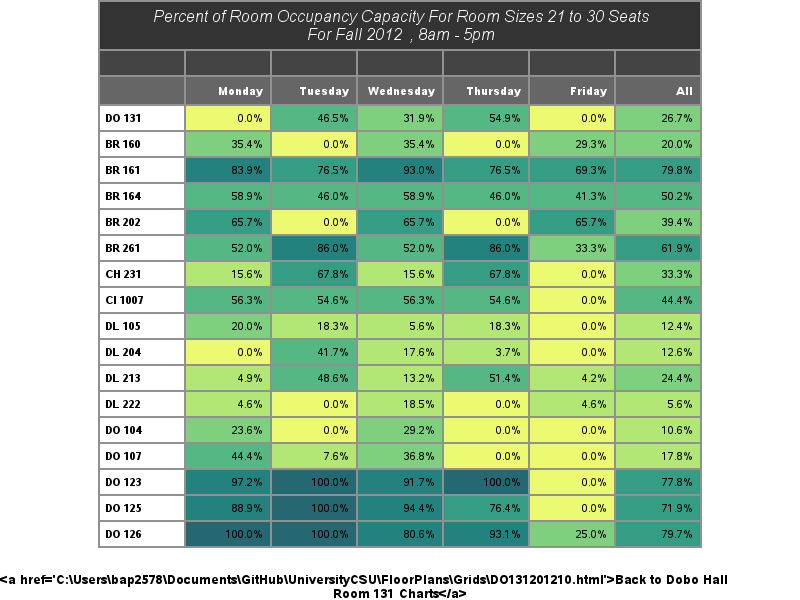 Percent of Room Occupancy Capacity For Room Sizes 21 to 30 Seats
For Fall 2012 , 8am - 5pm
Monday Tuesday Wednesday Thursday Friday All
DO 131 0.0% 46.5% 31.9% 54.9% 0.0% 26.7%
BR 160 35.4% 0.0% 35.4% 0.0% 29.3% 20.0%
BR 161 83.9% 76.5% 93.0% 76.5% 69.3% 79.8%
BR 164 58.9% 46.0% 58.9% 46.0% 41.3% 50.2%
BR 202 65.7% 0.0% 65.7% 0.0% 65.7% 39.4%
BR 261 52.0% 86.0% 52.0% 86.0% 33.3% 61.9%
CH 231 15.6% 67.8% 15.6% 67.8% 0.0% 33.3%
CI 1007 56.3% 54.6% 56.3% 54.6% 0.0% 44.4%
DL 105 20.0% 18.3% 5.6% 18.3% 0.0% 12.4%
DL 204 0.0% 41.7% 17.6% 3.7% 0.0% 12.6%
DL 213 4.9% 48.6% 13.2% 51.4% 4.2% 24.4%
DL 222 4.6% 0.0% 18.5% 0.0% 4.6% 5.6%
DO 104 23.6% 0.0% 29.2% 0.0% 0.0% 10.6%
DO 107 44.4% 7.6% 36.8% 0.0% 0.0% 17.8%
DO 123 97.2% 100.0% 91.7% 100.0% 0.0% 77.8%
DO 125 88.9% 100.0% 94.4% 76.4% 0.0% 71.9%
DO 126 100.0% 100.0% 80.6% 93.1% 25.0% 79.7%
<a href='C:\Users\bap2578\Documents\GitHub\UniversityCSU\FloorPlans\Grids\DO131201210.html'>Back to Dobo Hall
Room 131 Charts</a>